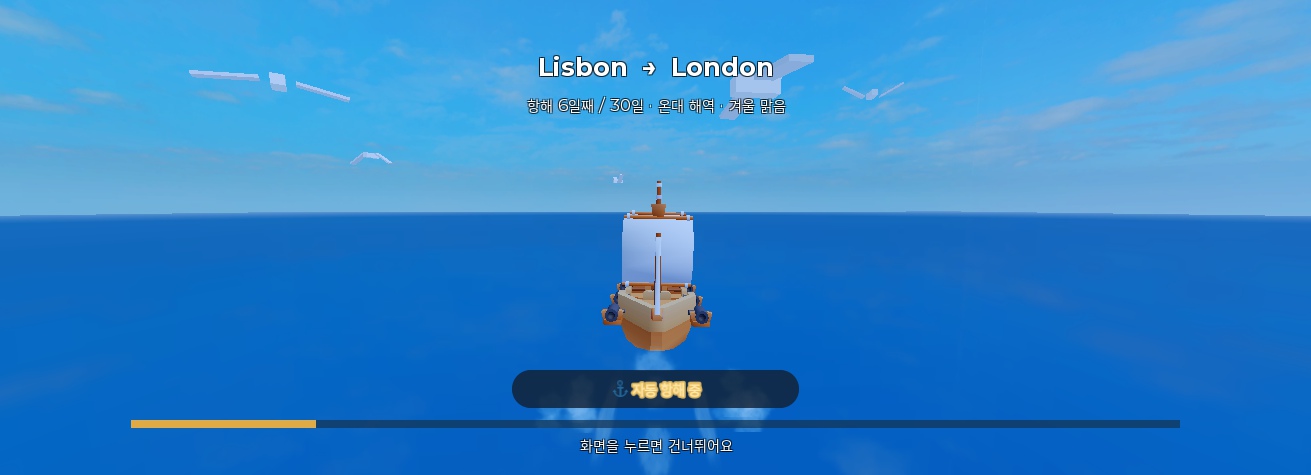 Lisbon → London
항해 6일째 / 30일 · 온대 해역 · 겨울 맑음
⚓ 자동 항해 중
화면을 누르면 건너뛰어요